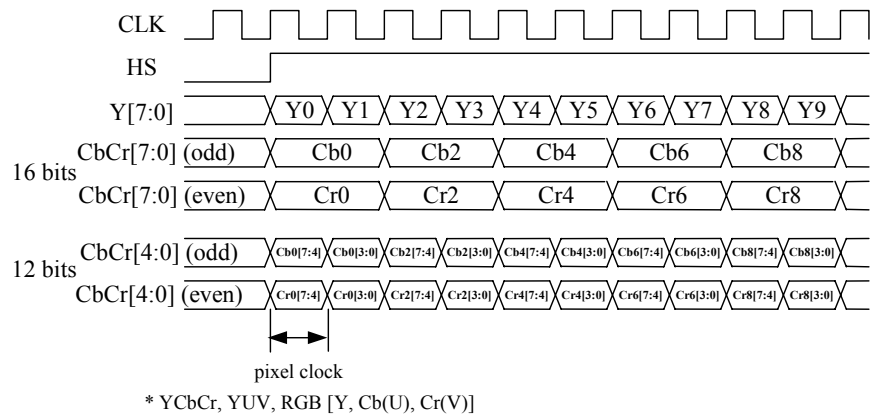 CLK
HS
Y[7:0] Y0 Y1 Y2 Y3 Y4 Y5 Y6 Y7 Y8 Y9
16 bits
CbCr[7:0] (odd) Cb0 Cb2 Cb4 Cb6 Cb8
CbCr[7:0] (even) Cr0 Cr2 Cr4 Cr6 Cr8
12 bits
CbCr[4:0] (odd) Cb0[7:4] Cb0[3:0] Cb2[7:4] Cb2[3:0] Cb4[7:4] Cb4[3:0] Cb6[7:4] Cb6[3:0] Cb8[7:4] Cb8[3:0]
CbCr[4:0] (even) Cr0[7:4] Cr0[3:0] Cr2[7:4] Cr2[3:0] Cr4[7:4] Cr4[3:0] Cr6[7:4] Cr6[3:0] Cr8[7:4] Cr8[3:0]
pixel clock
* YCbCr, YUV, RGB [Y, Cb(U), Cr(V)]